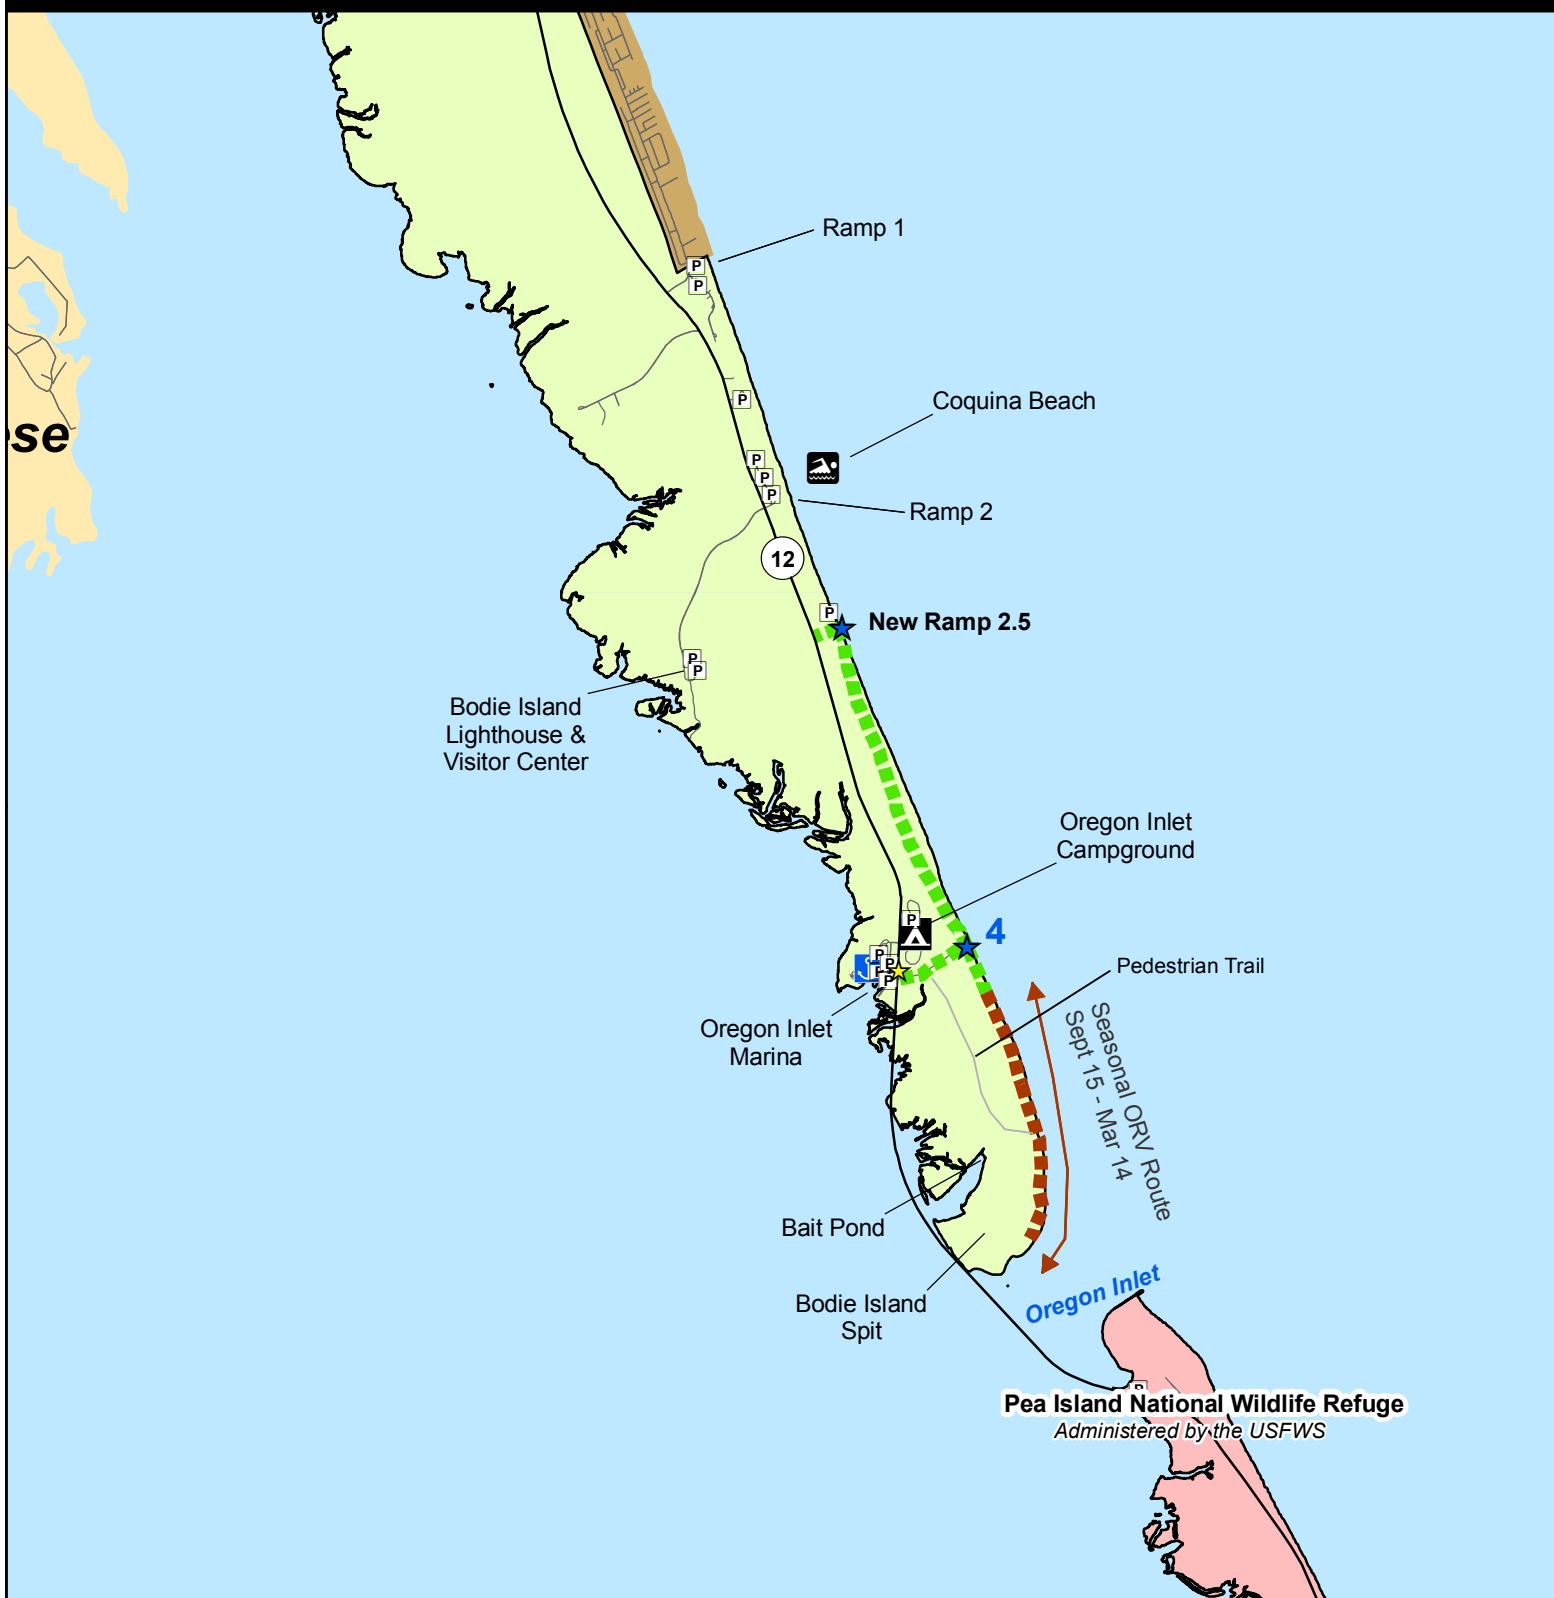 Ramp 1
P
P
Coquina Beach
P
ese
P
P
P
Ramp 2
12
P
New Ramp 2.5
P
P
Bodie Island
Lighthouse &
Visitor Center
Oregon Inlet
Campground
P
4
P
P
P
P
Pedestrian Trail
Seasonal ORV Route
Sept 15 - Mar 14
Oregon Inlet
Marina
Bait Pond
Oregon Inlet
Bodie Island
Spit
P
Pea Island National Wildlife Refuge
Administered by the USFWS